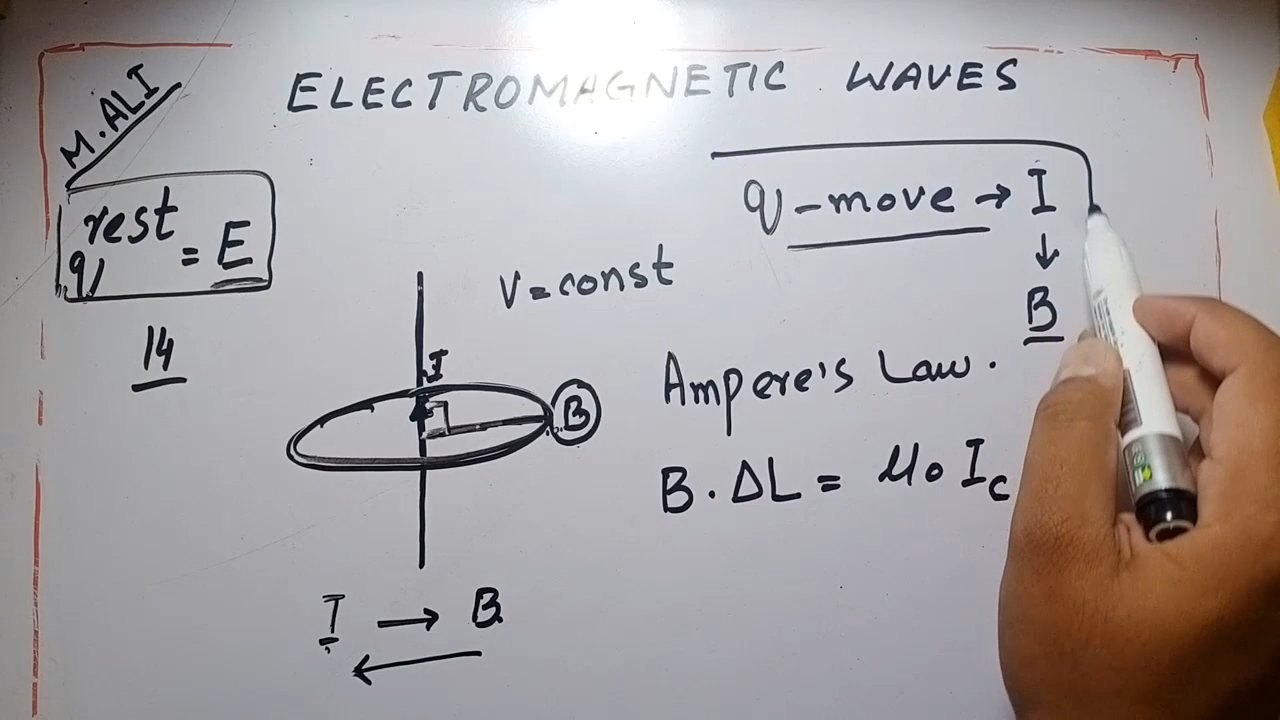 ELECTROMAGNETIC WAVES
M. ALI
q rest = E
14
q - move → I
↓
B
V = const
I
B
Ampere's Law.
B . ΔL = μo Ic
I → B.
←